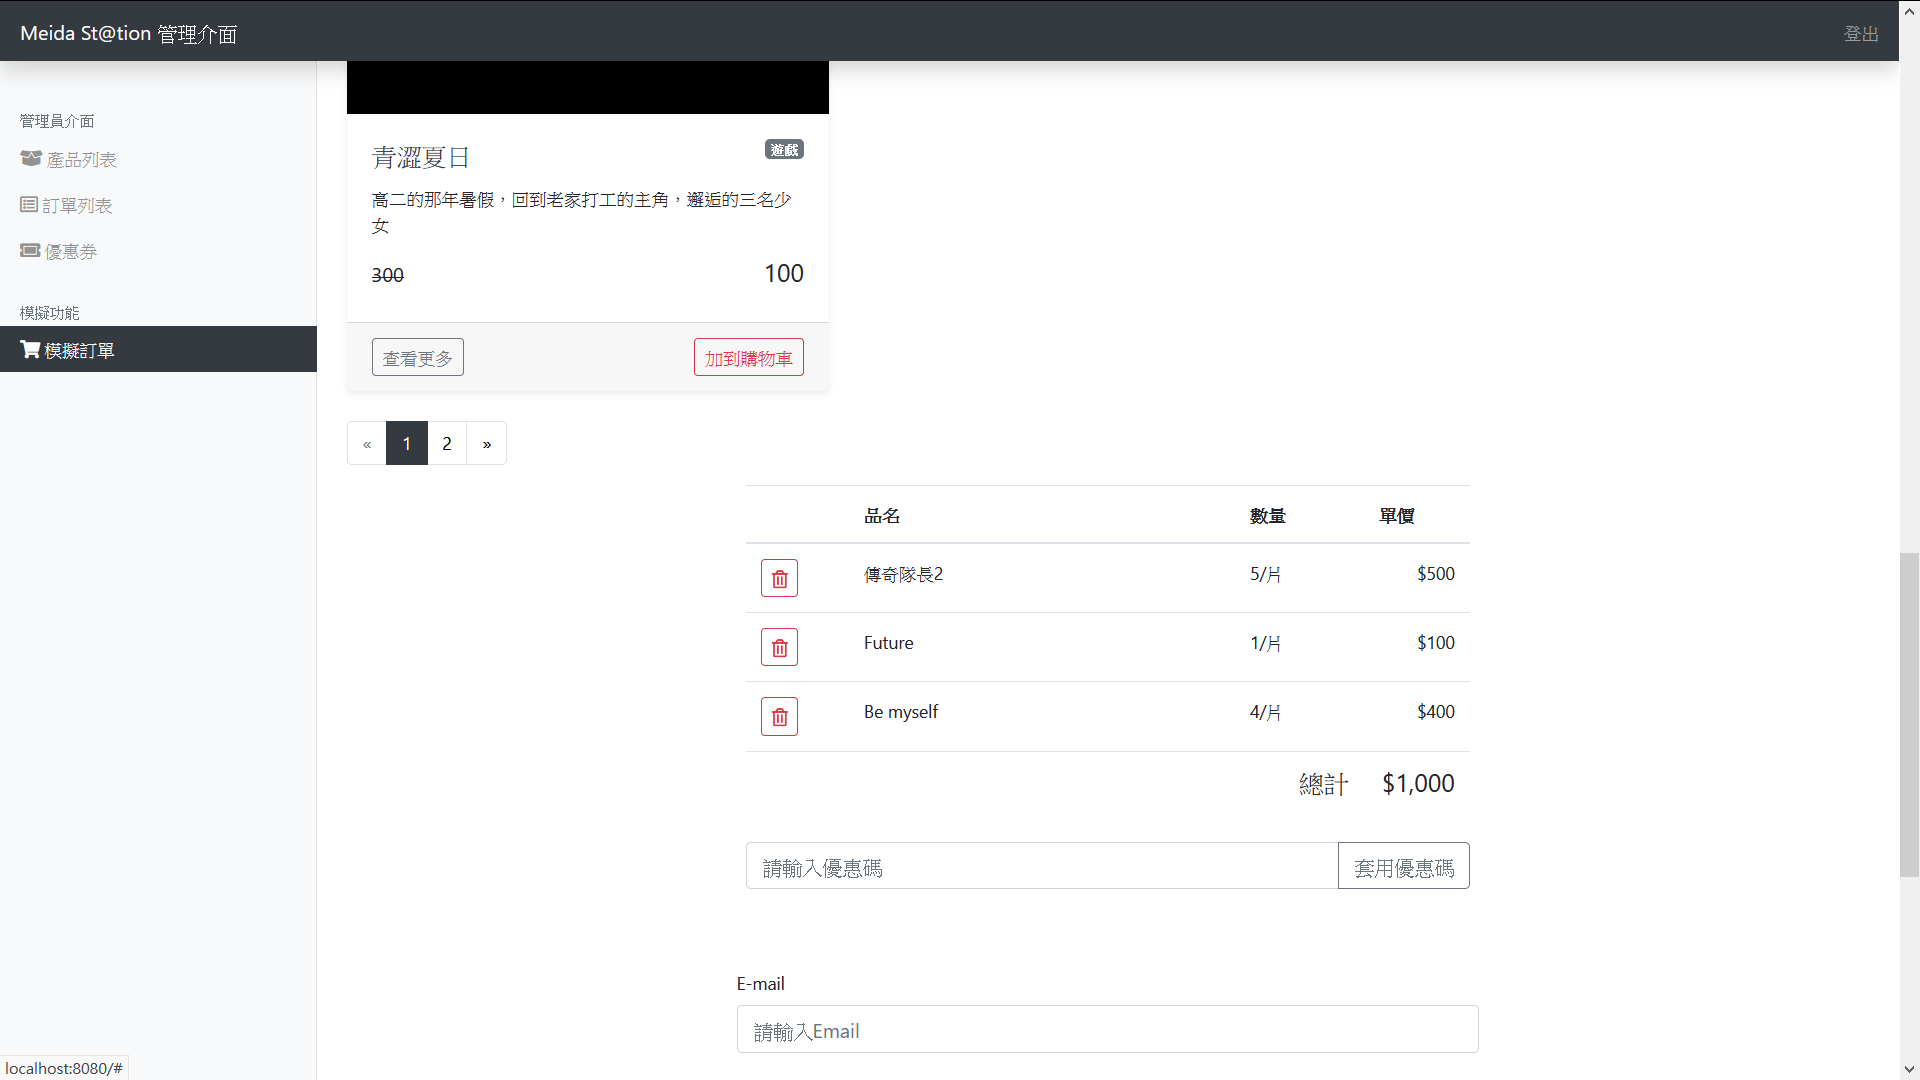 Meida St@tion 管理介面
登出
管理員介面
產品列表
訂單列表
優惠券
模擬功能
模擬訂單
青澀夏日
遊戲
高二的那年暑假，回到老家打工的主角，邂逅的三名少
女
300
100
查看更多
加到購物車
« 1 2 »
品名 數量 單價
傳奇隊長2 5/片 $500
Future 1/片 $100
Be myself 4/片 $400
總計 $1,000
請輸入優惠碼
套用優惠碼
E-mail
請輸入Email
localhost:8080/#